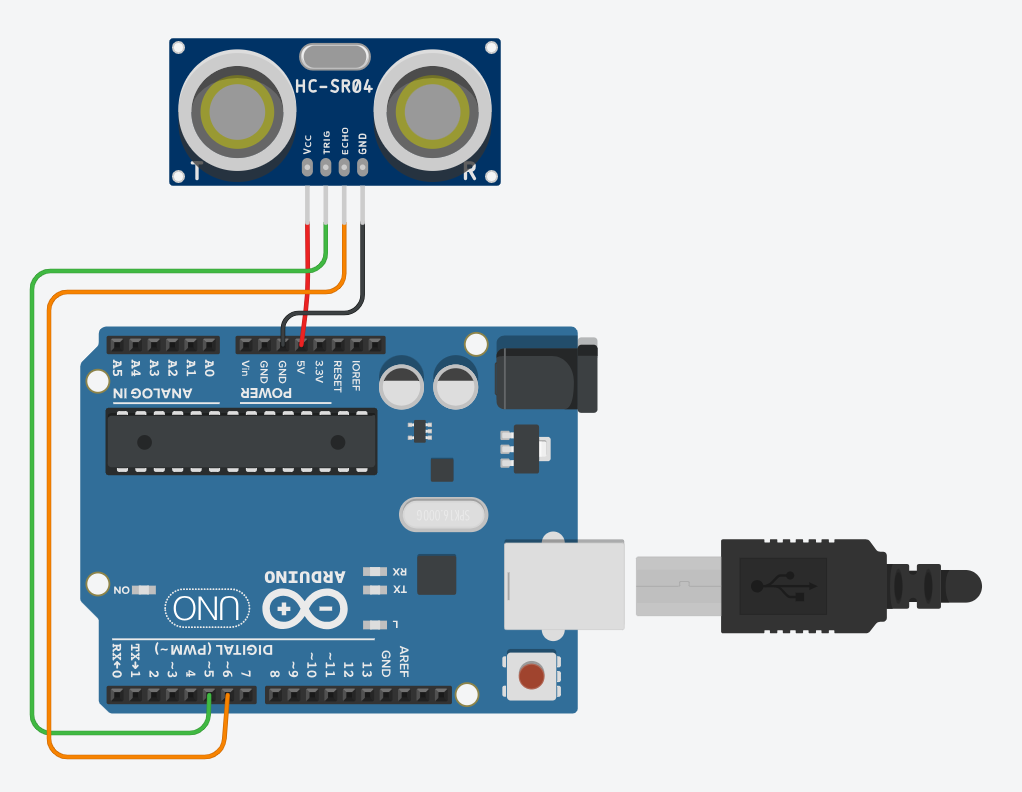 HC-SR04
VCC
TRIG
ECHO
GND
T
R
A5
A4
A3
A2
A1
A0
Vin
GND
GND
5V
3.3V
RESET
IOREF
ANALOG IN
POWER
SPK16.000G
ARDUINO
RX
TX
ON
UNO
L
DIGITAL (PWM~)
RX←0
TX→1
2
~3
4
~5
~6
7
8
~9
~10
~11
12
13
GND
AREF